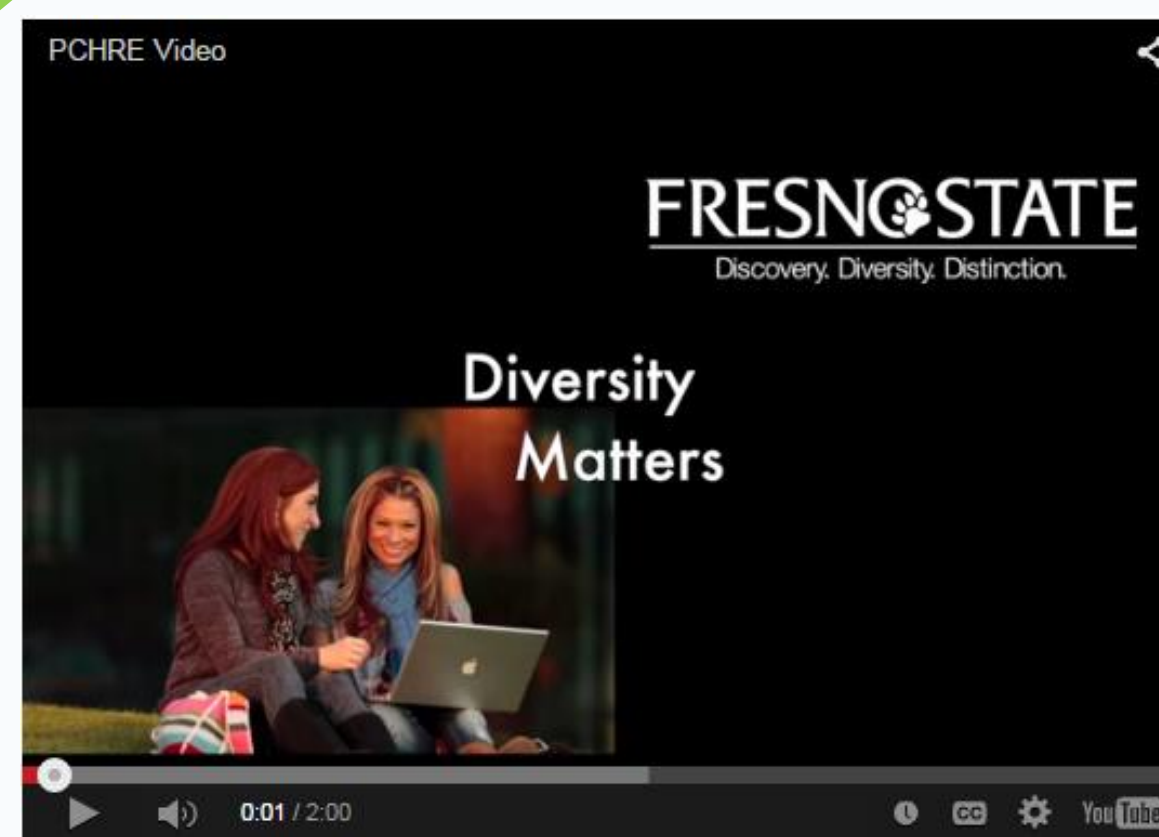 PCHRE Video
FRESNO STATE
Discovery. Diversity. Distinction.
Diversity
Matters
0:01 / 2:00
CC
YouTube